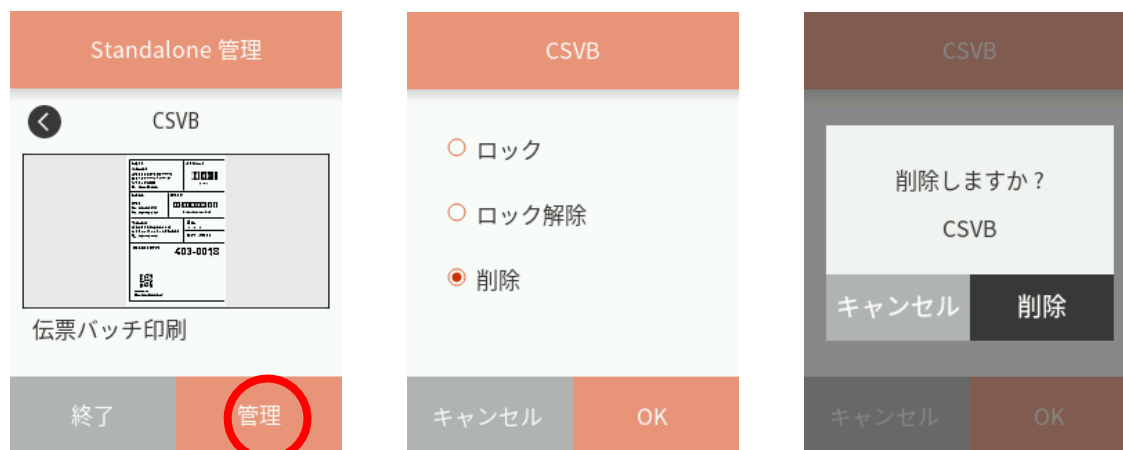 Standalone 管理
CSVB
403-0018
伝票バッチ印刷
終了
管理
CSVB
ロック
ロック解除
削除
キャンセル
OK
CSVB
削除しますか?
CSVB
キャンセル
削除
キャンセル
OK